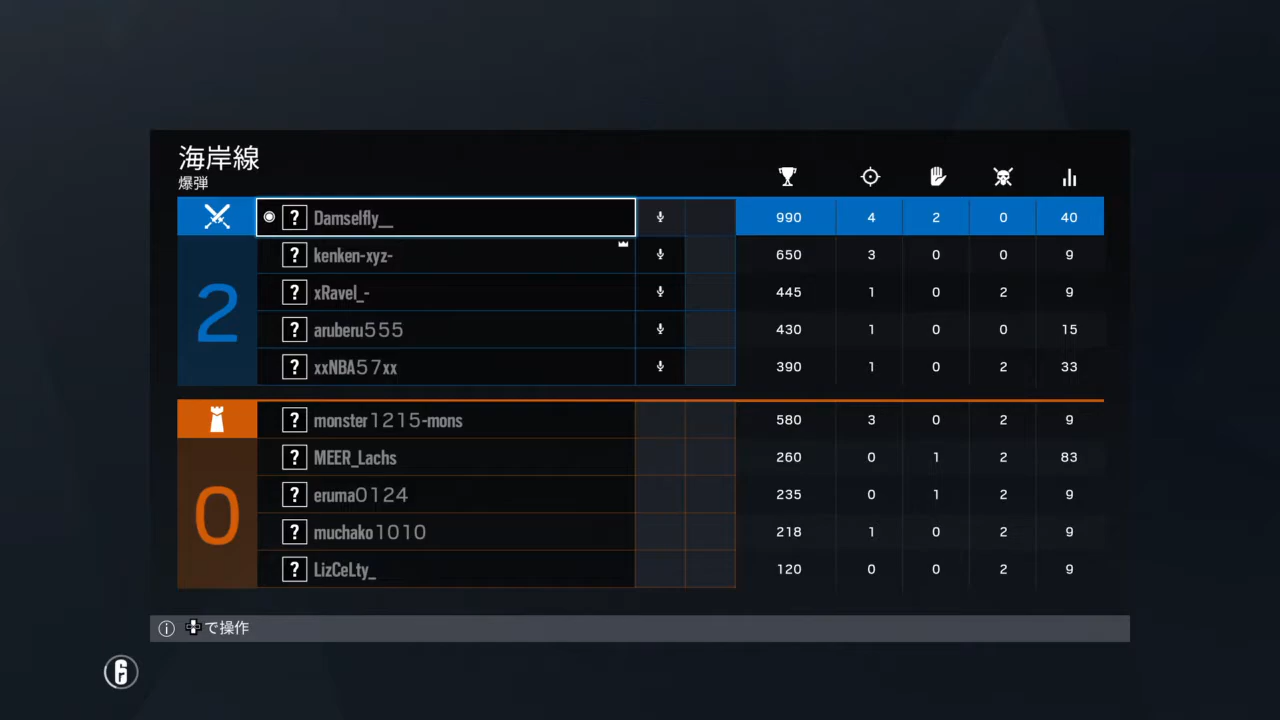 海岸線
爆弾
? Damselfly__ 990 4 2 0 40
? kenken-xyz- 650 3 0 0 9
? xRavel_- 445 1 0 2 9
? aruberu555 430 1 0 0 15
? xxNBA57xx 390 1 0 2 33
2
? monster1215-mons 580 3 0 2 9
? MEER_Lachs 260 0 1 2 83
? eruma0124 235 0 1 2 9
? muchako1010 218 1 0 2 9
? LizCeLty_ 120 0 0 2 9
0
で操作
6